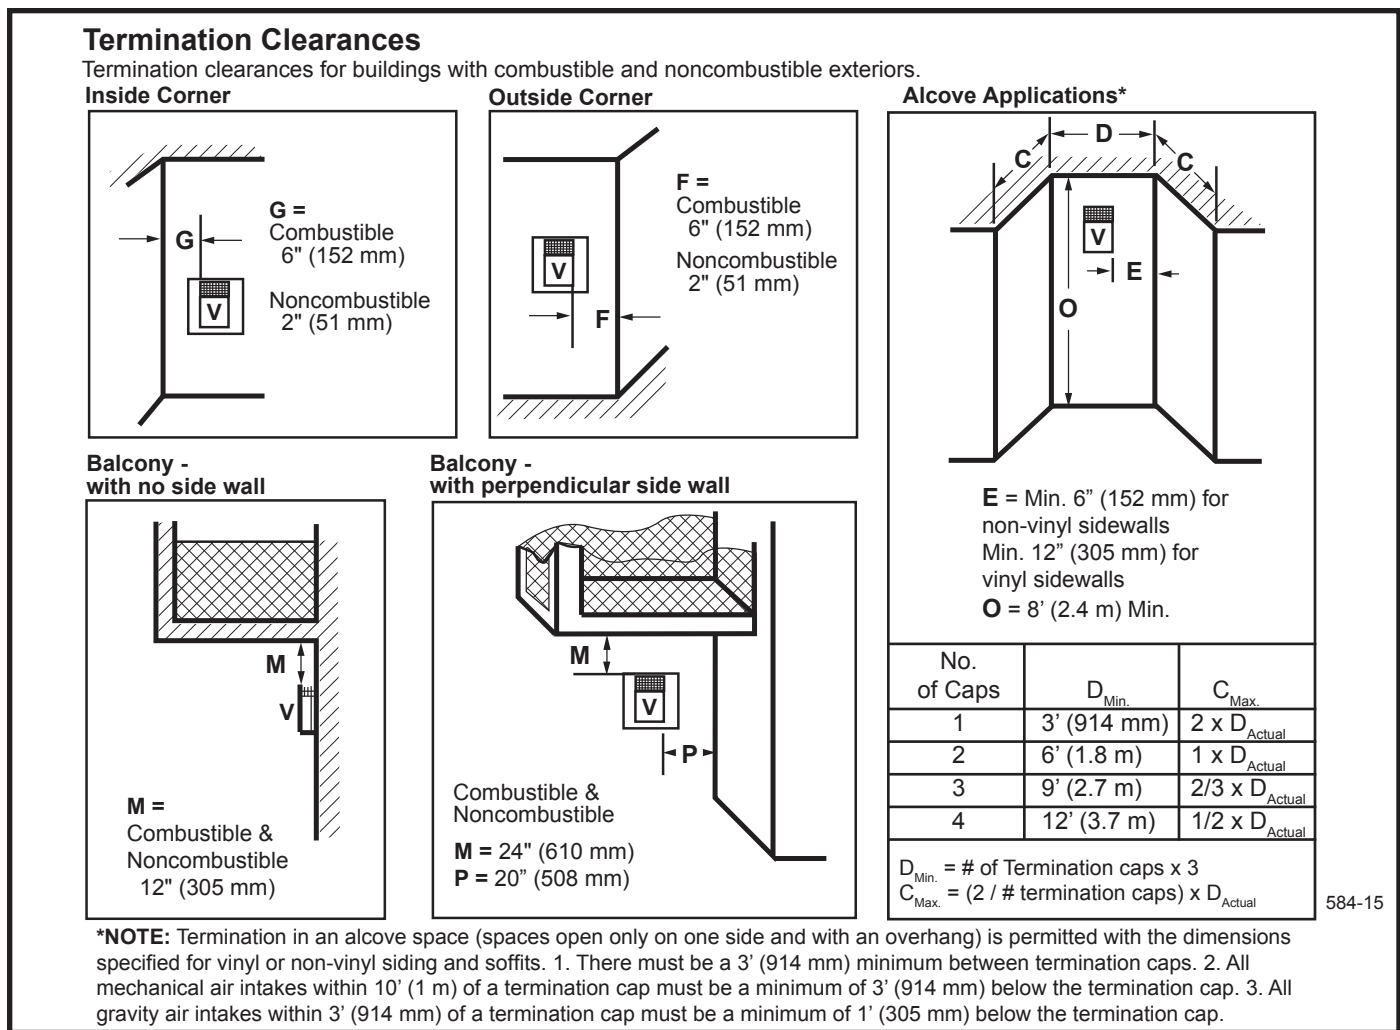 Termination Clearances
Termination clearances for buildings with combustible and noncombustible exteriors.
Inside Corner
G
V
G =
Combustible
6" (152 mm)
Noncombustible
2" (51 mm)
Outside Corner
V
F
F =
Combustible
6" (152 mm)
Noncombustible
2" (51 mm)
Alcove Applications*
D
C
C
V
E
O
E = Min. 6” (152 mm) for
non-vinyl sidewalls
Min. 12” (305 mm) for
vinyl sidewalls
O = 8’ (2.4 m) Min.
No. of Caps D Min. C Max.
1 3’ (914 mm) 2 x D Actual
2 6’ (1.8 m) 1 x D Actual
3 9’ (2.7 m) 2/3 x D Actual
4 12’ (3.7 m) 1/2 x D Actual
D Min. = # of Termination caps x 3
C Max. = (2 / # termination caps) x D Actual
584-15
Balcony -
with no side wall
M
V
M =
Combustible &
Noncombustible
12" (305 mm)
Balcony -
with perpendicular side wall
M
V
P
Combustible &
Noncombustible
M = 24" (610 mm)
P = 20” (508 mm)
*NOTE: Termination in an alcove space (spaces open only on one side and with an overhang) is permitted with the dimensions
specified for vinyl or non-vinyl siding and soffits. 1. There must be a 3’ (914 mm) minimum between termination caps. 2. All
mechanical air intakes within 10’ (1 m) of a termination cap must be a minimum of 3’ (914 mm) below the termination cap. 3. All
gravity air intakes within 3’ (914 mm) of a termination cap must be a minimum of 1’ (305 mm) below the termination cap.